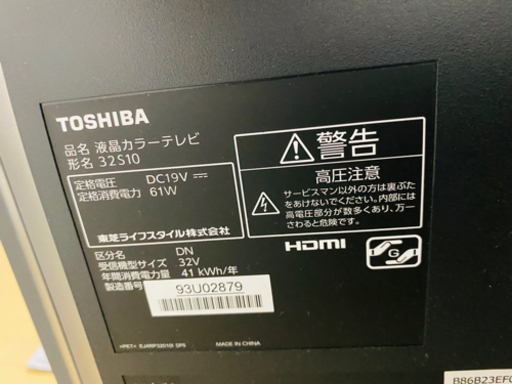 TOSHIBA
品名 液晶カラーテレビ
形名 32S10
定格電圧 DC19V
定格消費電力 61W
東芝ライフスタイル株式会社
区分名 DN
受信機型サイズ 32V
年間消費電力量 41 kWh/年
製造番号 93U02879
MADE IN CHINA
警告
高圧注意
サービスマン以外の方は裏ぶた
をあけないでください。内部には
高電圧部分が数多くあり、万一
さわると危険です。
HDMI
G